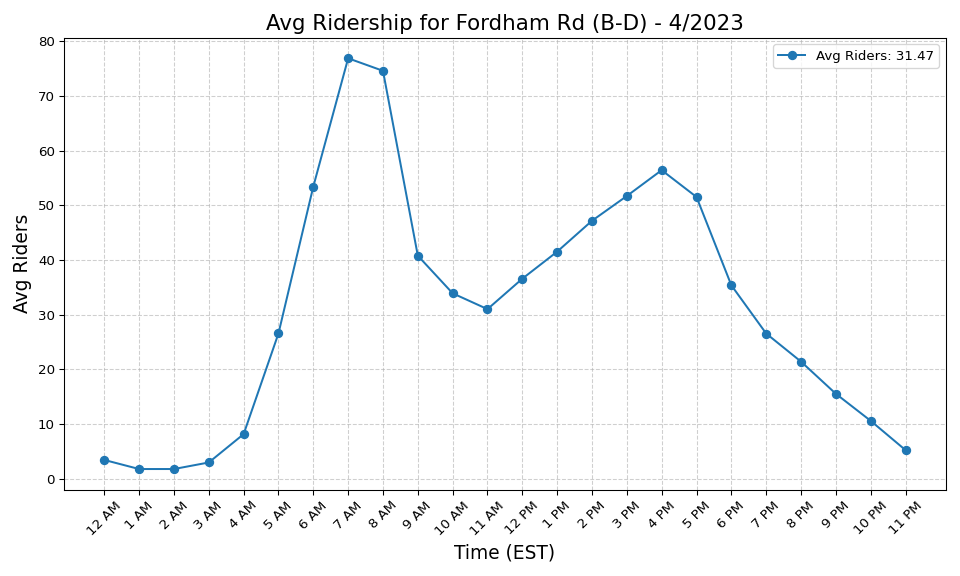 Avg Ridership for Fordham Rd (B-D) - 4/2023
Avg Riders: 31.47
Avg Riders
80
70
60
50
40
30
20
10
0
12 AM
1 AM
2 AM
3 AM
4 AM
5 AM
6 AM
7 AM
8 AM
9 AM
10 AM
11 AM
12 PM
1 PM
2 PM
3 PM
4 PM
5 PM
6 PM
7 PM
8 PM
9 PM
10 PM
11 PM
Time (EST)